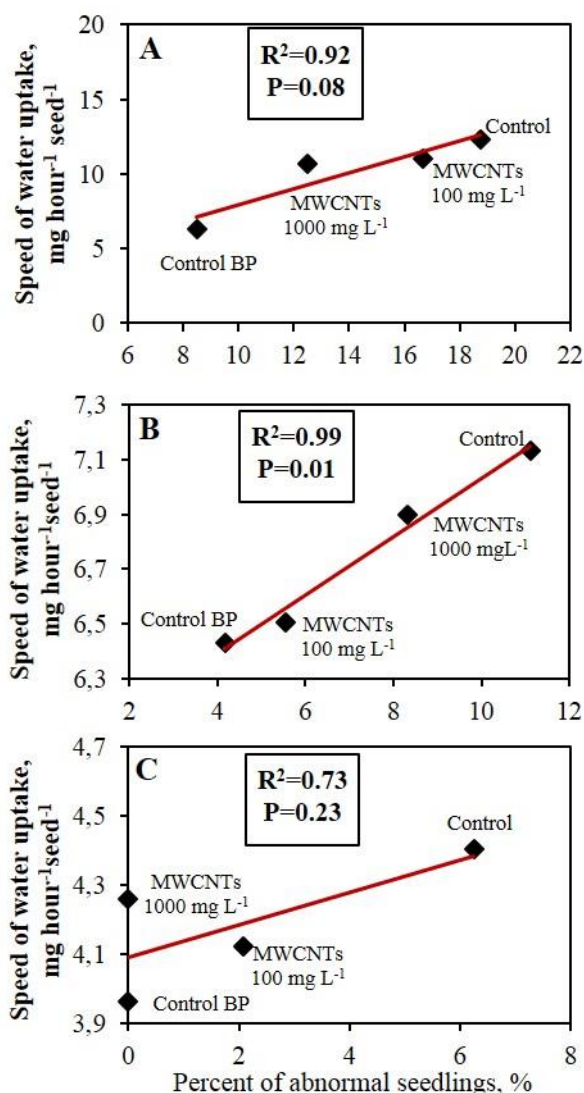 Speed of water uptake,
mg hour⁻¹ seed⁻¹
20
15
10
5
0
A
R²=0.92
P=0.08
Control
MWCNTs
100 mg L⁻¹
MWCNTs
1000 mg L⁻¹
Control BP
6 8 10 12 14 16 18 20 22
Speed of water uptake,
mg hour⁻¹seed⁻¹
7,3
7,1
6,9
6,7
6,5
6,3
B
R²=0.99
P=0.01
Control
MWCNTs
1000 mgL⁻¹
Control BP
MWCNTs
100 mg L⁻¹
2 4 6 8 10 12
Speed of water uptake,
mg hour⁻¹seed⁻¹
4,7
4,5
4,3
4,1
3,9
C
R²=0.73
P=0.23
Control
MWCNTs
1000 mg L⁻¹
MWCNTs
100 mg L⁻¹
Control BP
0 2 4 6 8
Percent of abnormal seedlings, %